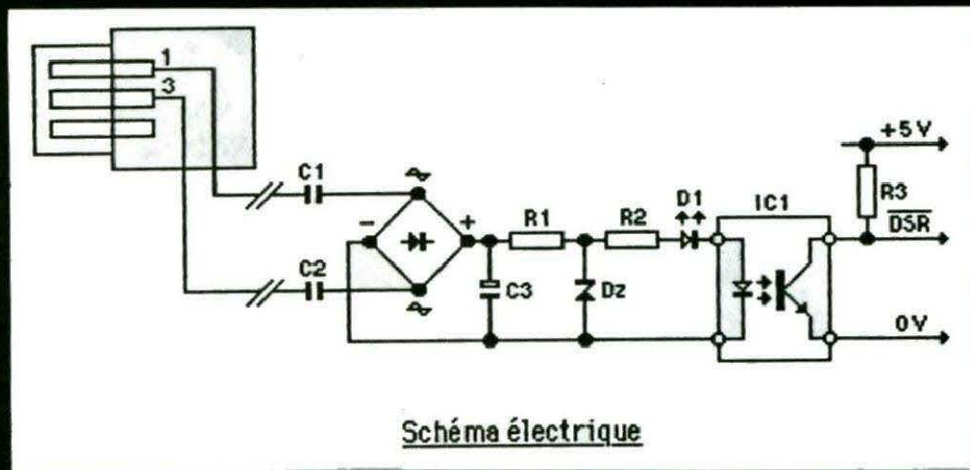 1
3
C1
+5V
R3
D1
IC1
R1
R2
DSR
C2
C3
Dz
0V
Schéma électrique